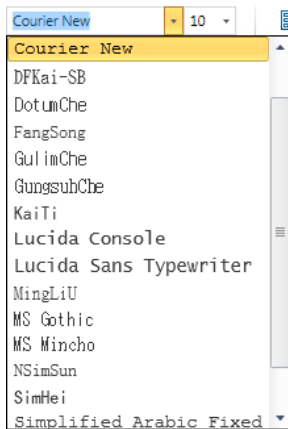 Courier New 10
Courier New
DFKai-SB
DotumChe
FangSong
GulimChe
GungsuhChe
KaiTi
Lucida Console
Lucida Sans Typewriter
MingLiU
MS Gothic
MS Mincho
NSimSun
SimHei
Simplified Arabic Fixed